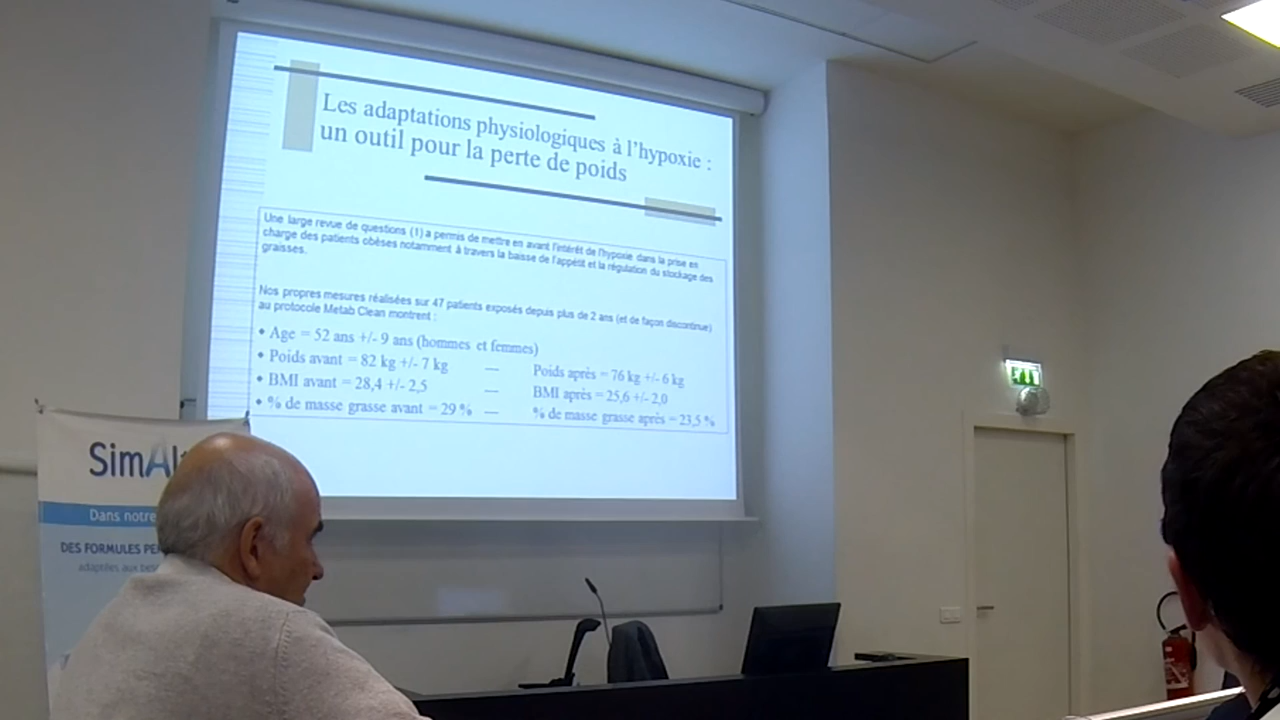 Les adaptations physiologiques à l'hypoxie :
un outil pour la perte de poids
Une large revue de questions (1) a permis de mettre en avant l'intérêt de l'hypoxie dans la prise en
charge des patients obèses notamment à travers la baisse de l'appétit et la régulation du stockage des
graisses.
Nos propres mesures réalisées sur 47 patients exposés depuis plus de 2 ans (et de façon discontinue)
au protocole Metab Clean montrent :
• Age = 52 ans +/- 9 ans (hommes et femmes)
• Poids avant = 82 kg +/- 7 kg — Poids après = 76 kg +/- 6 kg
• BMI avant = 28,4 +/- 2,5 — BMI après = 25,6 +/- 2,0
• % de masse grasse avant = 29 % — % de masse grasse après = 23,5 %
Dans notre
DES FORMULES
adaptées aux